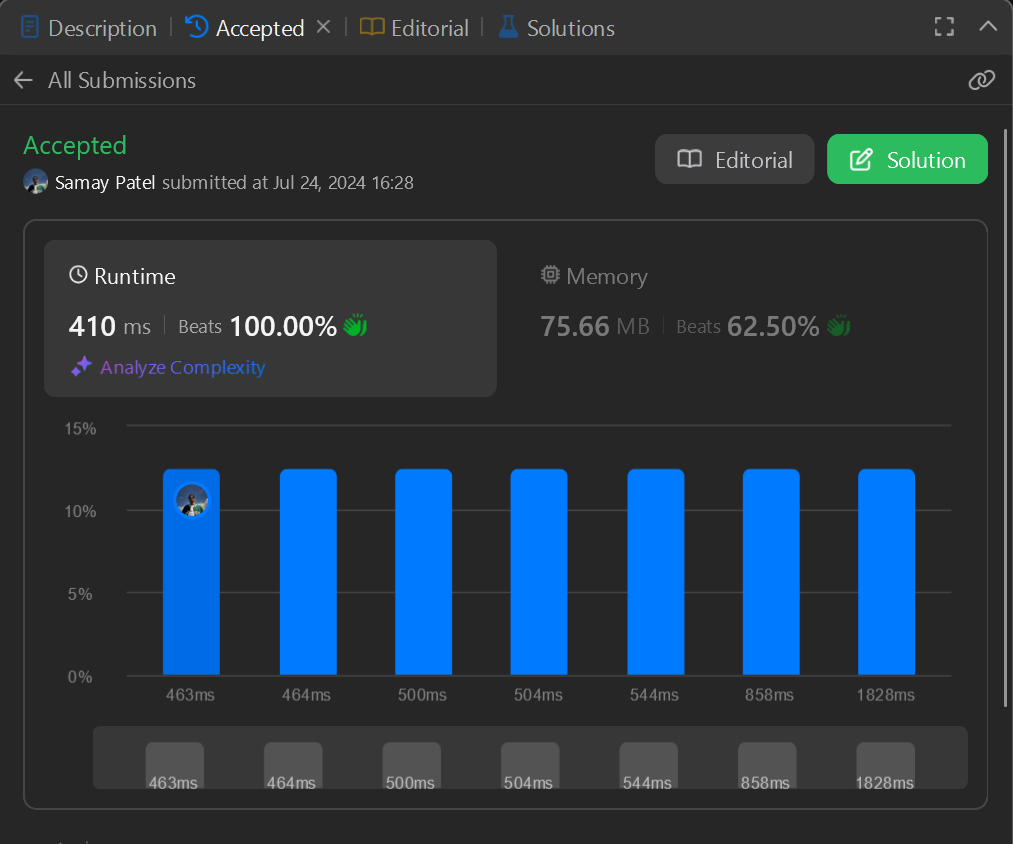 Description Accepted Editorial Solutions
All Submissions
Accepted
Samay Patel submitted at Jul 24, 2024 16:28
Editorial Solution
Runtime
410 ms Beats 100.00%
Analyze Complexity
Memory
75.66 MB Beats 62.50%
15%
10%
5%
0%
463ms 464ms 500ms 504ms 544ms 858ms 1828ms
463ms 464ms 500ms 504ms 544ms 858ms 1828ms